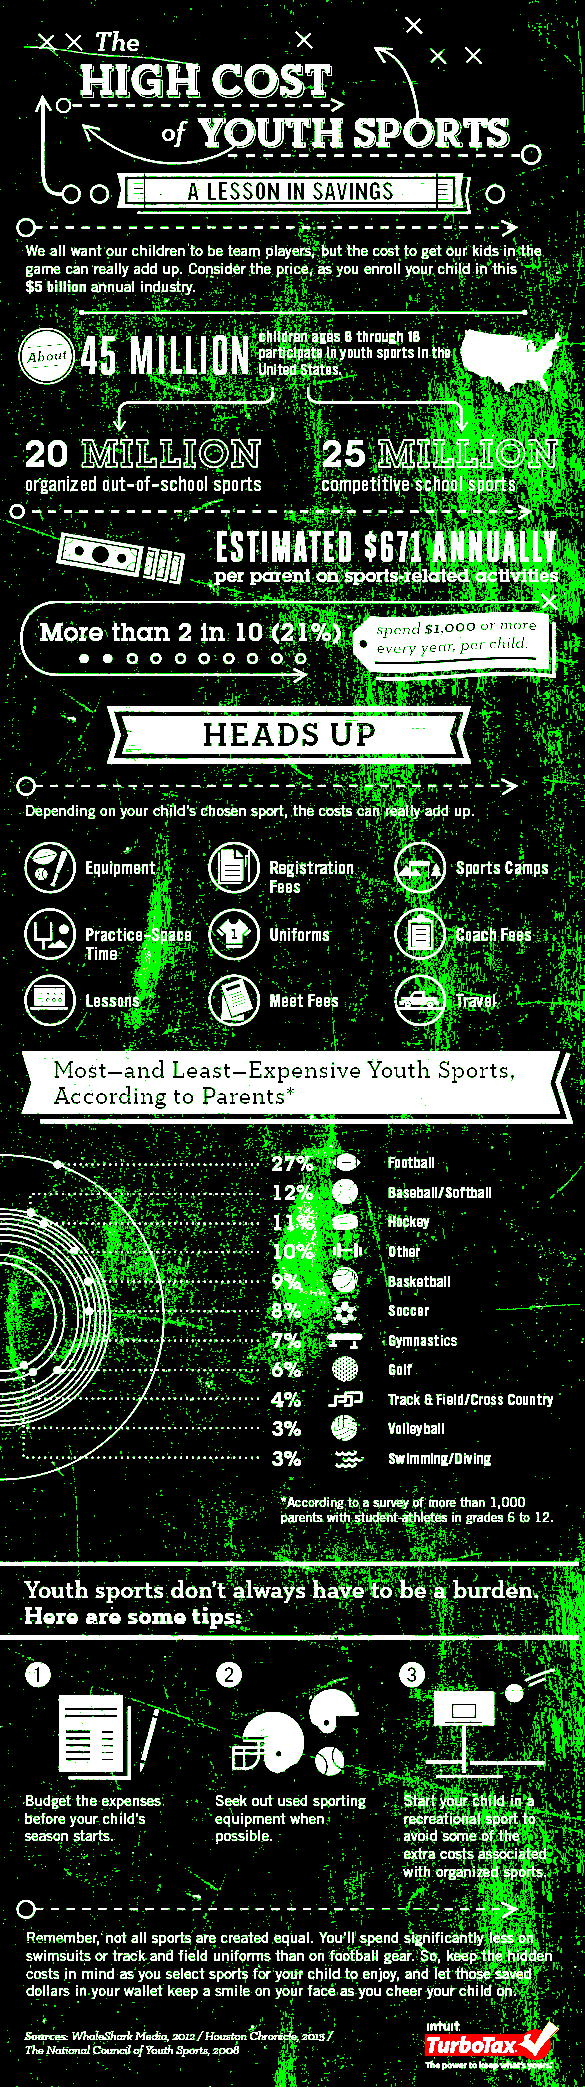 The
HIGH COST
of YOUTH SPORTS
A LESSON IN SAVINGS
We all want our children to be team players, but the cost to get our kids in the
game can really add up. Consider the price, as you enroll your child in this
$5 billion annual industry.
About 45 MILLION
children ages 6 through 18
participate in youth sports in the
United States.
20 MILLION
organized out-of-school sports
25 MILLION
competitive school sports
ESTIMATED $671 ANNUALLY
per parent on sports-related activities
More than 2 in 10 (21%)
spend $1,000 or more
every year, per child.
HEADS UP
Depending on your child's chosen sport, the costs can really add up.
Equipment
Registration
Fees
Sports Camps
Practice Space
Time
1
Uniforms
Coach Fees
Lessons
Meet Fees
Travel
Most—and Least—Expensive Youth Sports,
According to Parents*
27% Football
12% Baseball/Softball
11% Hockey
10% Other
9% Basketball
8% Soccer
7% Gymnastics
6% Golf
4% Track & Field/Cross Country
3% Volleyball
3% Swimming/Diving
*According to a survey of more than 1,000
parents with student-athletes in grades 6 to 12.
Youth sports don't always have to be a burden.
Here are some tips:
1
Budget the expenses
before your child's
season starts.
2
Seek out used sporting
equipment when
possible.
3
Start your child in a
recreational sport to
avoid some of the
extra costs associated
with organized sports.
Remember, not all sports are created equal. You'll spend significantly less on
swimsuits or track and field uniforms than on football gear. So, keep the hidden
costs in mind as you select sports for your child to enjoy, and let those saved
dollars in your wallet keep a smile on your face as you cheer your child on.
Sources: WhaleShark Media, 2012 / Houston Chronicle, 2013 /
The National Council of Youth Sports, 2008
intuit
TurboTax
The power to keep what's yours.